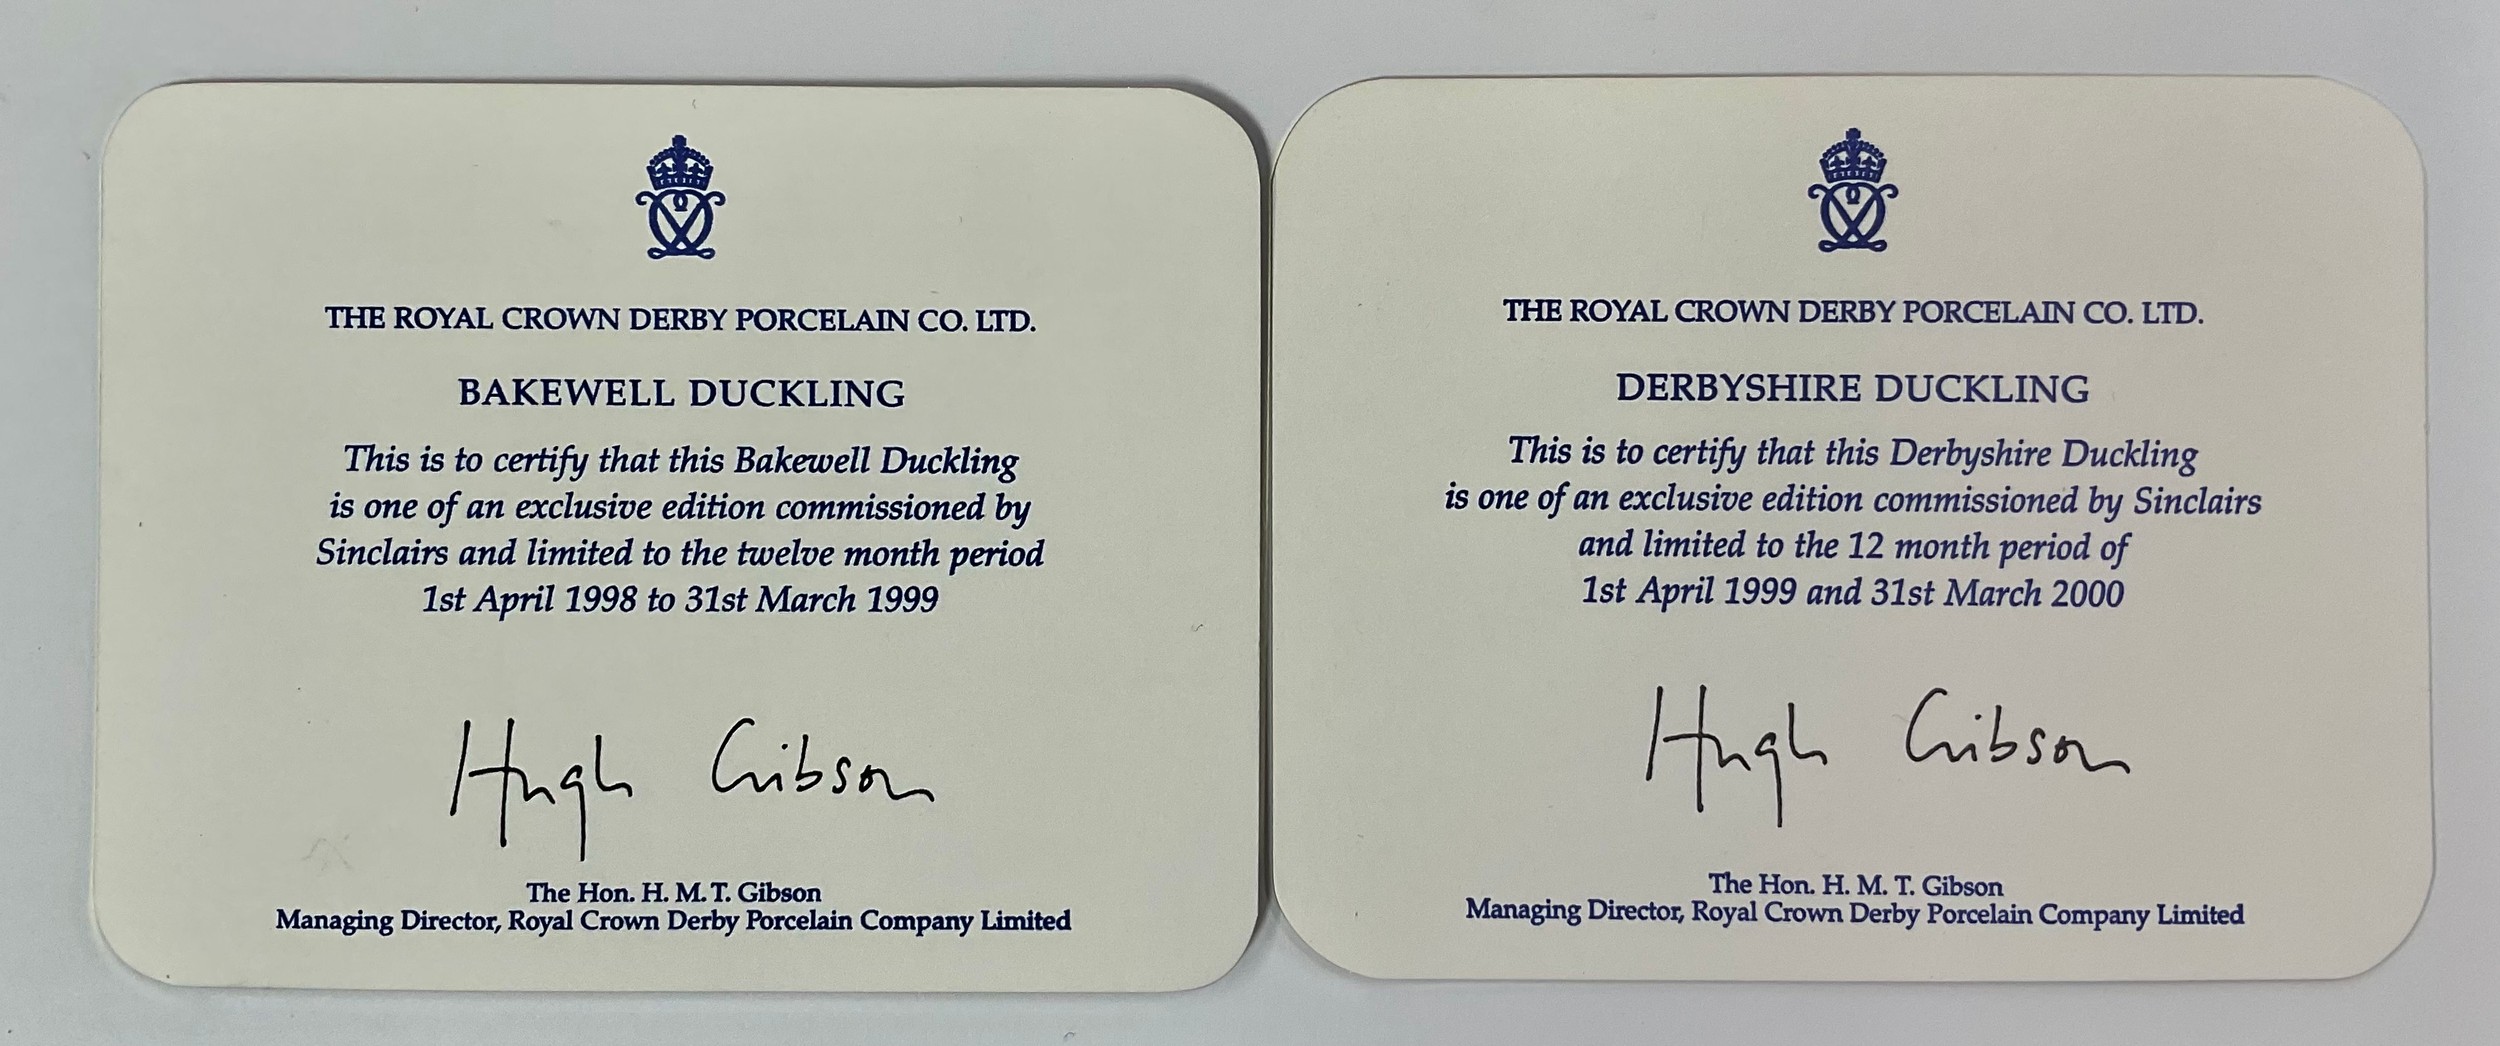 THE ROYAL CROWN DERBY PORCELAIN CO. LTD.
BAKEWELL DUCKLING
This is to certify that this Bakewell Duckling
is one of an exclusive edition commissioned by
Sinclairs and limited to the twelve month period
1st April 1998 to 31st March 1999
Hugh Gibson
The Hon. H. M. T. Gibson
Managing Director, Royal Crown Derby Porcelain Company Limited
THE ROYAL CROWN DERBY PORCELAIN CO. LTD.
DERBYSHIRE DUCKLING
This is to certify that this Derbyshire Duckling
is one of an exclusive edition commissioned by Sinclairs
and limited to the 12 month period of
1st April 1999 and 31st March 2000
Hugh Gibson
The Hon. H. M. T. Gibson
Managing Director, Royal Crown Derby Porcelain Company Limited